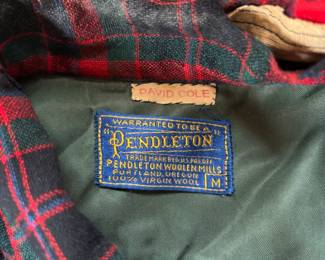 DAVID COLE
WARRANTED TO BE A
"PENDLETON"
TRADE MARK REG. U.S. PAT. OFF.
PENDLETON WOOLEN MILLS
PORTLAND, OREGON
100% VIRGIN WOOL M